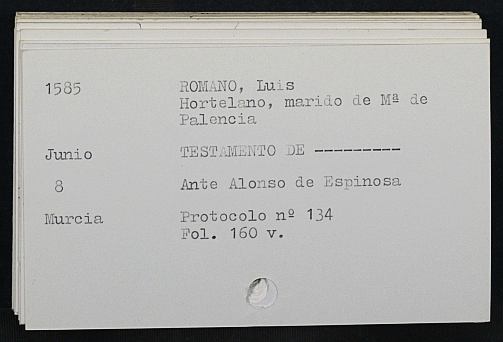 1585 ROMANO, Luis
Hortelano, marido de Mª de
Palencia
Junio TESTAMENTO DE ---------
8 Ante Alonso de Espinosa
Murcia Protocolo nº 134
Fol. 160 v.